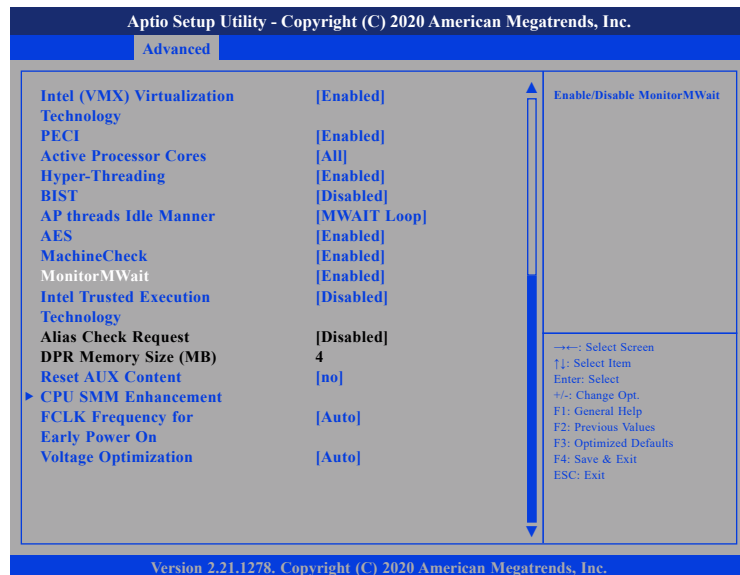 Aptio Setup Utility - Copyright (C) 2020 American Megatrends, Inc.
Advanced
Intel (VMX) Virtualization [Enabled]
Technology
PECI [Enabled]
Active Processor Cores [All]
Hyper-Threading [Enabled]
BIST [Disabled]
AP threads Idle Manner [MWAIT Loop]
AES [Enabled]
MachineCheck [Enabled]
MonitorMWait [Enabled]
Intel Trusted Execution [Disabled]
Technology
Alias Check Request [Disabled]
DPR Memory Size (MB) 4
Reset AUX Content [no]
CPU SMM Enhancement
FCLK Frequency for [Auto]
Early Power On
Voltage Optimization [Auto]
Enable/Disable MonitorMWait
→←: Select Screen
↑↓: Select Item
Enter: Select
+/-: Change Opt.
F1: General Help
F2: Previous Values
F3: Optimized Defaults
F4: Save & Exit
ESC: Exit
Version 2.21.1278. Copyright (C) 2020 American Megatrends, Inc.